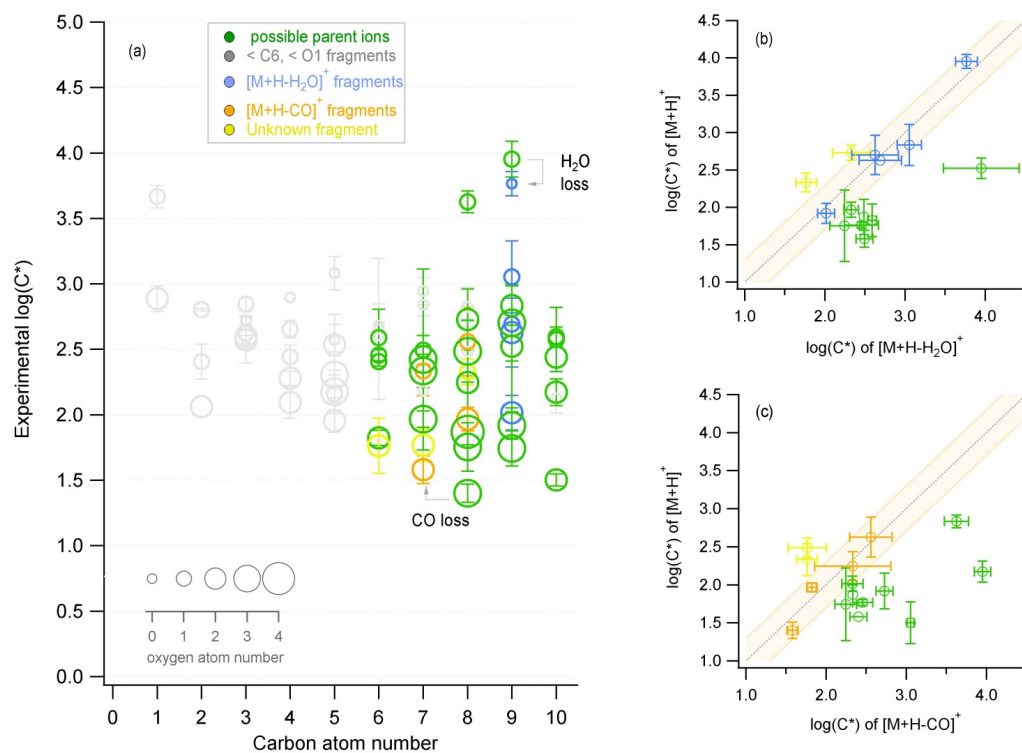 (a)
possible parent ions
< C6, < O1 fragments
[M+H-H₂O]⁺ fragments
[M+H-CO]⁺ fragments
Unknown fragment
H₂O
loss
CO loss
5.0
4.5
4.0
3.5
3.0
2.5
2.0
1.5
1.0
0.5
0.0
Experimental log(C*)
0 1 2 3 4
oxygen atom number
0 1 2 3 4 5 6 7 8 9 10
Carbon atom number
(b)
4.5
4.0
3.5
3.0
2.5
2.0
1.5
1.0
log(C*) of [M+H]⁺
1.0 2.0 3.0 4.0
log(C*) of [M+H-H₂O]⁺
(c)
4.5
4.0
3.5
3.0
2.5
2.0
1.5
1.0
log(C*) of [M+H]⁺
1.0 2.0 3.0 4.0
log(C*) of [M+H-CO]⁺